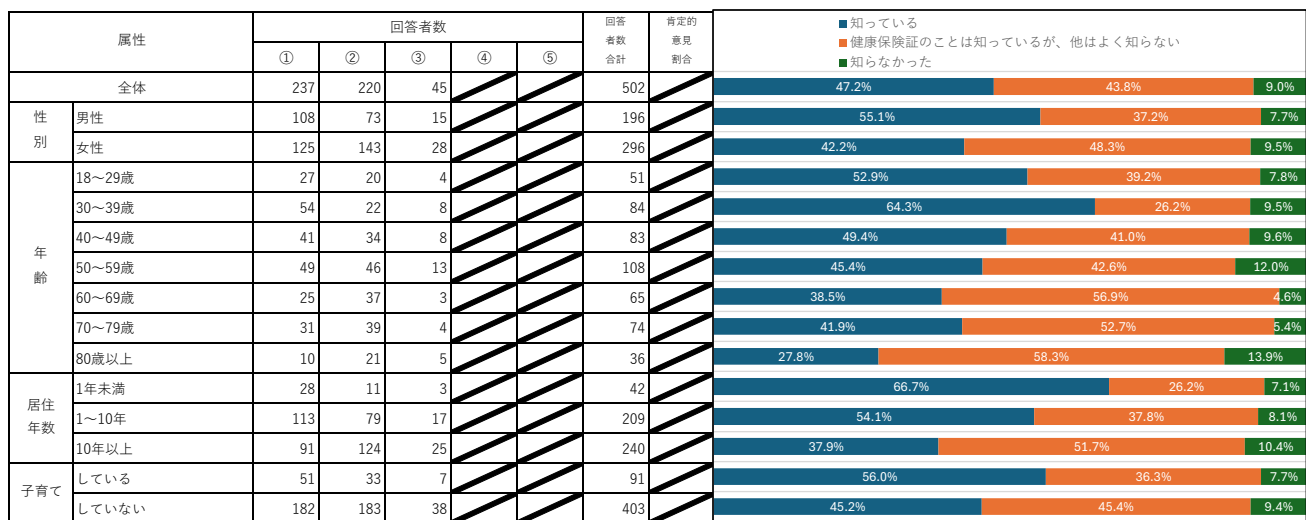 属性 回答者数 回答者数合計 肯定的意見割合
① ② ③ ④ ⑤
■知っている
■健康保険証のことは知っているが、他はよく知らない
■知らなかった
全体 237 220 45 502 47.2% 43.8% 9.0%
性別
男性 108 73 15 196 55.1% 37.2% 7.7%
女性 125 143 28 296 42.2% 48.3% 9.5%
年齢
18～29歳 27 20 4 51 52.9% 39.2% 7.8%
30～39歳 54 22 8 84 64.3% 26.2% 9.5%
40～49歳 41 34 8 83 49.4% 41.0% 9.6%
50～59歳 49 46 13 108 45.4% 42.6% 12.0%
60～69歳 25 37 3 65 38.5% 56.9% 4.6%
70～79歳 31 39 4 74 41.9% 52.7% 5.4%
80歳以上 10 21 5 36 27.8% 58.3% 13.9%
居住年数
1年未満 28 11 3 42 66.7% 26.2% 7.1%
1～10年 113 79 17 209 54.1% 37.8% 8.1%
10年以上 91 124 25 240 37.9% 51.7% 10.4%
子育て
している 51 33 7 91 56.0% 36.3% 7.7%
していない 182 183 38 403 45.2% 45.4% 9.4%